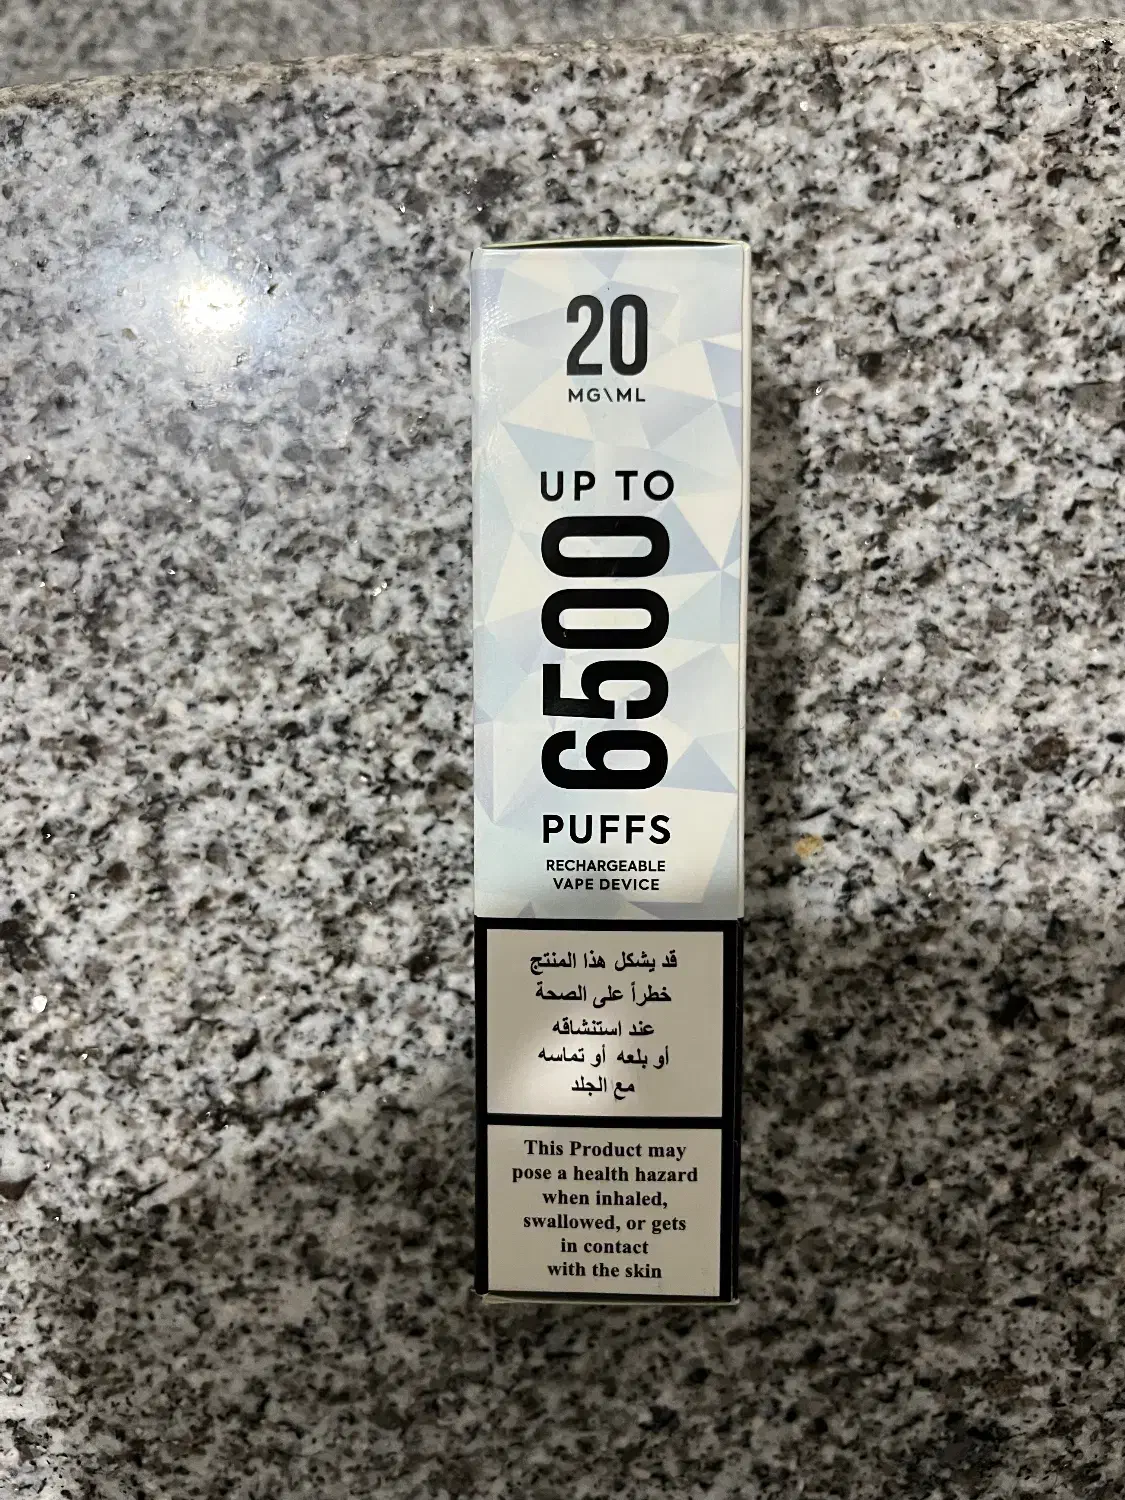 20
MG\ML
UP TO
6500
PUFFS
RECHARGEABLE
VAPE DEVICE
قد يشكل هذا المنتج
خطراً على الصحة
عند استنشاقه
أو بلعه أو تماسه
مع الجلد
This Product may
pose a health hazard
when inhaled,
swallowed, or gets
in contact
with the skin